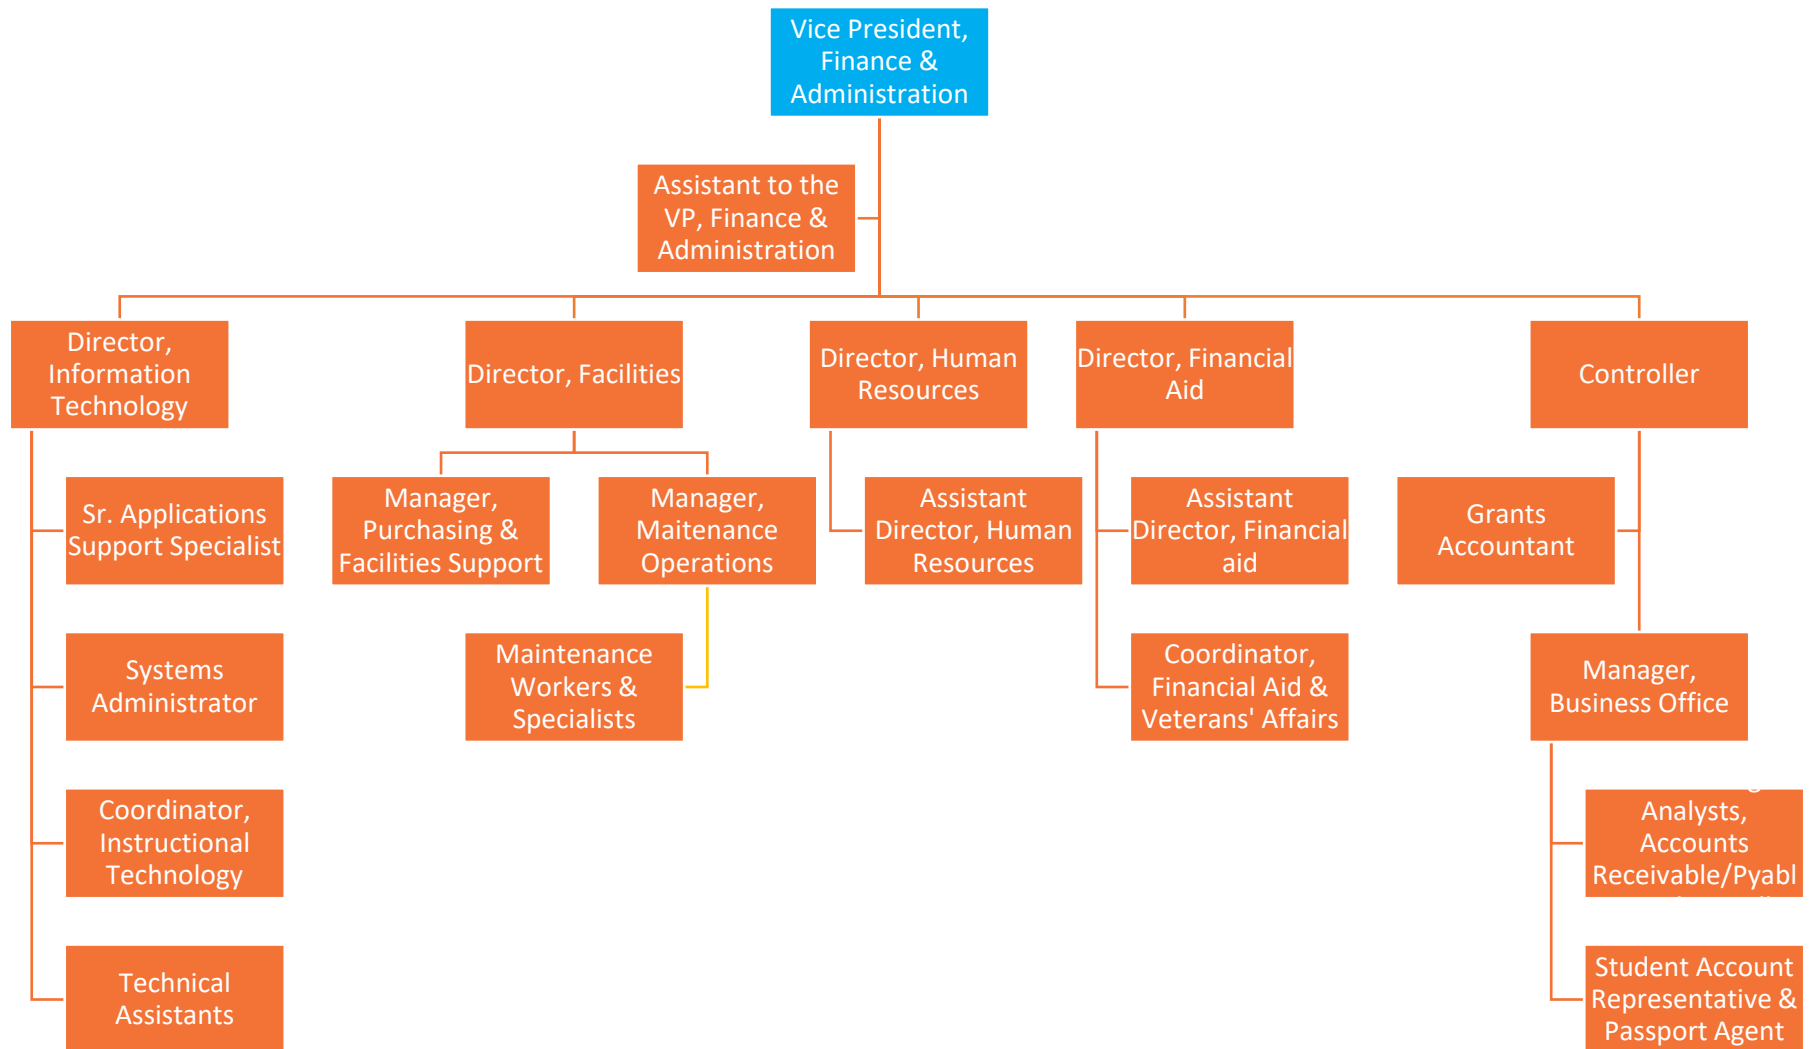 Vice President,
Finance &
Administration
Assistant to the
VP, Finance &
Administration
Director,
Information
Technology
Director, Facilities
Director, Human
Resources
Director, Financial
Aid
Controller
Sr. Applications
Support Specialist
Manager,
Purchasing &
Facilities Support
Manager,
Maitenance
Operations
Assistant
Director, Human
Resources
Assistant
Director, Financial
aid
Grants
Accountant
Systems
Administrator
Maintenance
Workers &
Specialists
Coordinator,
Financial Aid &
Veterans' Affairs
Manager,
Business Office
Coordinator,
Instructional
Technology
Analysts,
Accounts
Receivable/Pyabl
Technical
Assistants
Student Account
Representative &
Passport Agent